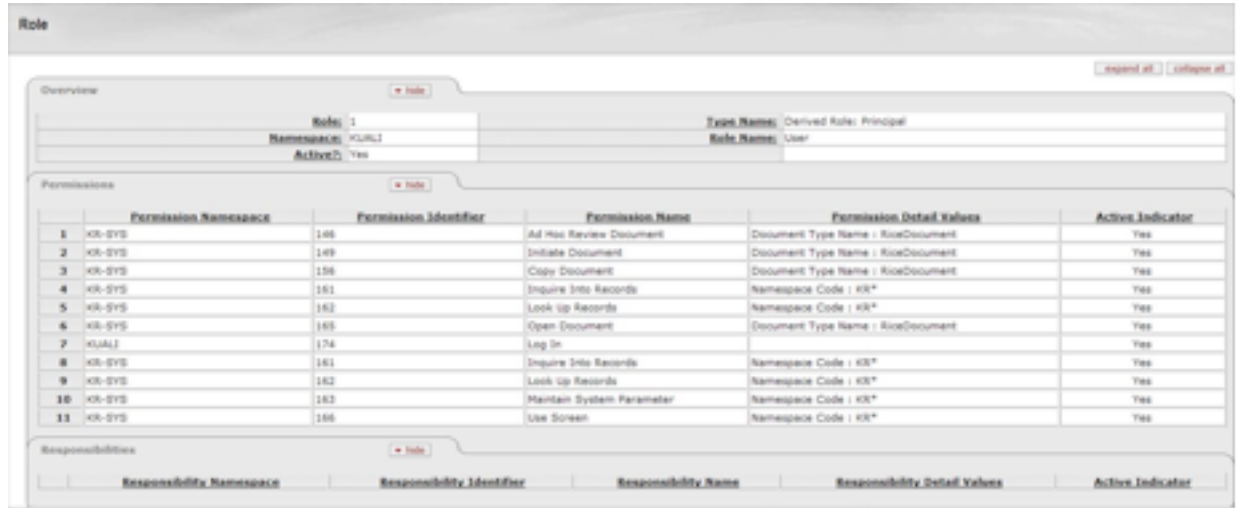 Role
expand all collapse all
Overview hide
Role: 1 Type Name: Derived Role: Principal
Namespace: KUALI Role Name: User
Active?: Yes
Permissions hide
Permission Namespace Permission Identifier Permission Name Permission Detail Values Active Indicator
1 KR-SYS 146 Ad Hoc Review Document Document Type Name : RiceDocument Yes
2 KR-SYS 149 Initiate Document Document Type Name : RiceDocument Yes
3 KR-SYS 156 Copy Document Document Type Name : RiceDocument Yes
4 KR-SYS 161 Inquire Into Records Namespace Code : KR* Yes
5 KR-SYS 162 Look Up Records Namespace Code : KR* Yes
6 KR-SYS 165 Open Document Document Type Name : RiceDocument Yes
7 KUALI 174 Log In Yes
8 KR-SYS 161 Inquire Into Records Namespace Code : KR* Yes
9 KR-SYS 162 Look Up Records Namespace Code : KR* Yes
10 KR-SYS 163 Maintain System Parameter Namespace Code : KR* Yes
11 KR-SYS 166 Use Screen Namespace Code : KR* Yes
Responsibilities hide
Responsibility Namespace Responsibility Identifier Responsibility Name Responsibility Detail Values Active Indicator